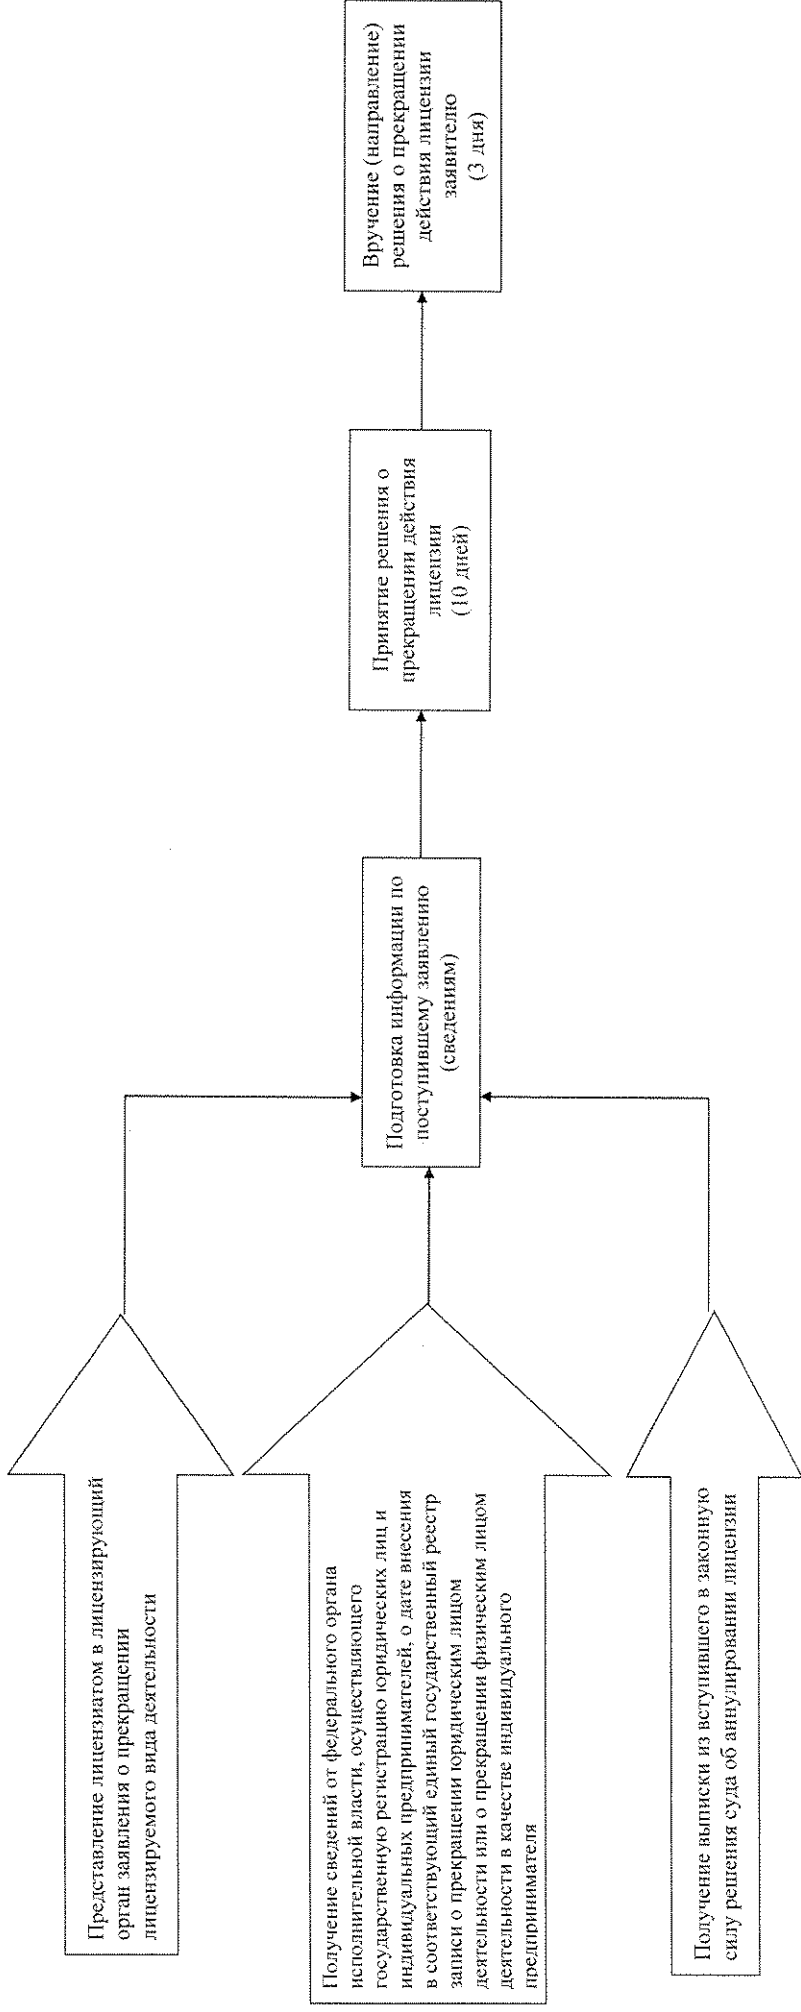 Представление лицензиатом в лицензирующий
орган заявления о прекращении
лицензируемого вида деятельности
Получение сведений от федерального органа
исполнительной власти, осуществляющего
государственную регистрацию юридических лиц и
индивидуальных предпринимателей, о дате внесения
в соответствующий единый государственный реестр
записи о прекращении юридическим лицом
деятельности или о прекращении физическим лицом
деятельности в качестве индивидуального
предпринимателя
Получение выписки из вступившего в законную
силу решения суда об аннулировании лицензии
Подготовка информации по
поступившему заявлению
(сведениям)
Принятие решения о
прекращении действия
лицензии
(10 дней)
Вручение (направление)
решения о прекращении
действия лицензии
заявителю
(3 дня)